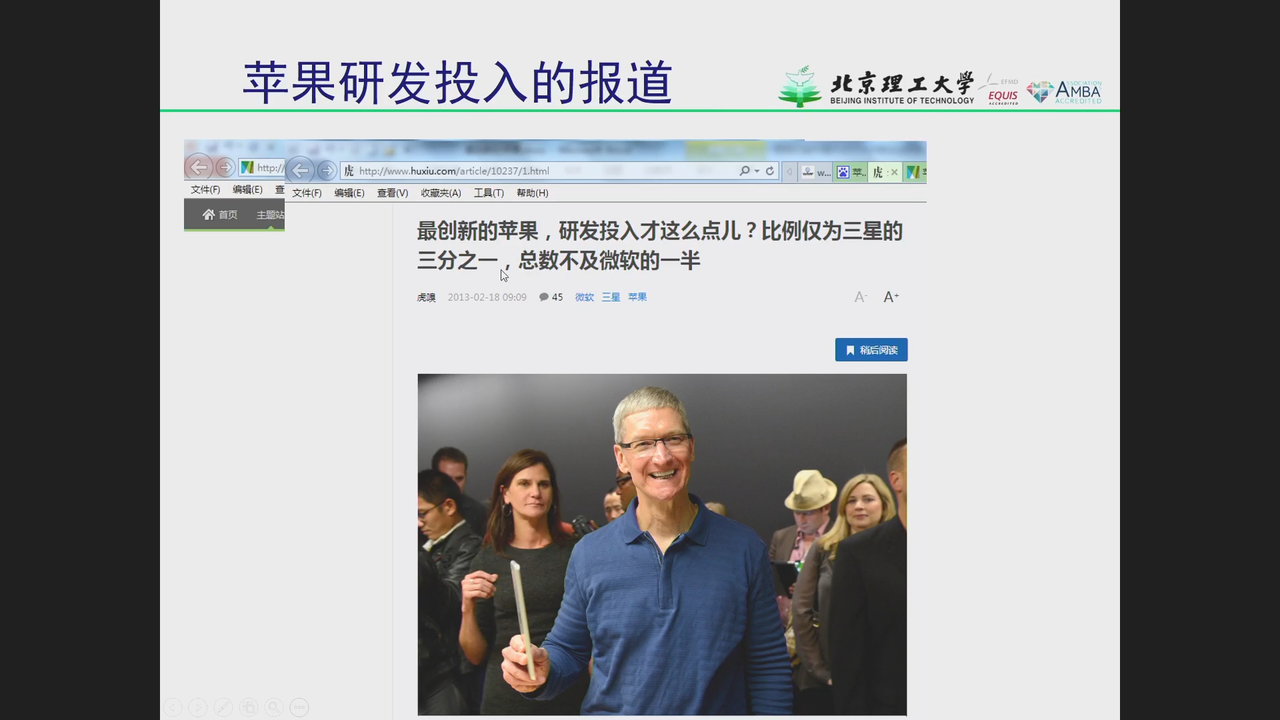 苹果研发投入的报道
北京理工大学
BEIJING INSTITUTE OF TECHNOLOGY
EFMD
EQUIS
ACCREDITED
ASSOCIATION
AMBA
ACCREDITED
http://
虎 http://www.huxiu.com/article/10237/1.html
w...
苹...
虎 -
文件(F) 编辑(E) 查
文件(F) 编辑(E) 查看(V) 收藏夹(A) 工具(T) 帮助(H)
首页 主题站
最创新的苹果，研发投入才这么点儿？比例仅为三星的
三分之一，总数不及微软的一半
虎嗅 2013-02-18 09:09 45 微软 三星 苹果 A- A+
稍后阅读